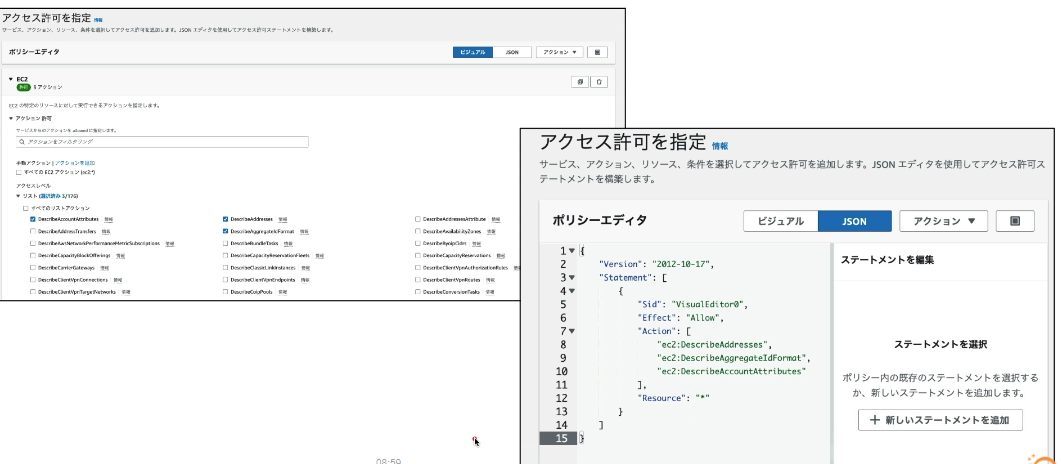 アクセス許可を指定 情報
サービス、アクション、リソース、条件を選択してアクセス許可を追加します。JSON エディタを使用してアクセス許可ステートメントを構築します。
ポリシーエディタ
ビジュアル JSON アクション ▼
▼ EC2
許可 3 アクション
EC2 の特定のリソースに対して実行できるアクションを指定します。
▼ アクション 許可
サービスからのアクションを allowed に指定します。
アクションをフィルタリング
手動アクション | アクションを追加
すべての EC2 アクション (ec2:*)
アクセスレベル
▼ リスト (選択済み 3/176)
すべてのリストアクション
DescribeAccountAttributes 情報 DescribeAddresses 情報 DescribeAddressesAttribute 情報
DescribeAddressTransfers 情報 DescribeAggregateIdFormat 情報 DescribeAvailabilityZones 情報
DescribeAwsNetworkPerformanceMetricSubscriptions 情報 DescribeBundleTasks 情報 DescribeByoipCidrs 情報
DescribeCapacityBlockOfferings 情報 DescribeCapacityReservationFleets 情報 DescribeCapacityReservations 情報
DescribeCarrierGateways 情報 DescribeClassicLinkInstances 情報 DescribeClientVpnAuthorizationRules 情報
DescribeClientVpnConnections 情報 DescribeClientVpnEndpoints 情報 DescribeClientVpnRoutes 情報
DescribeClientVpnTargetNetworks 情報 DescribeCoipPools 情報 DescribeConversionTasks 情報
アクセス許可を指定 情報
サービス、アクション、リソース、条件を選択してアクセス許可を追加します。JSON エディタを使用してアクセス許可ス
テートメントを構築します。
ポリシーエディタ
ビジュアル JSON アクション ▼
1 ▼ {
2 "Version": "2012-10-17",
3 ▼ "Statement": [
4 ▼ {
5 "Sid": "VisualEditor0",
6 "Effect": "Allow",
7 ▼ "Action": [
8 "ec2:DescribeAddresses",
9 "ec2:DescribeAggregateIdFormat",
10 "ec2:DescribeAccountAttributes"
11 ],
12 "Resource": "*"
13 }
14 ]
15 }
ステートメントを編集
ステートメントを選択
ポリシー内の既存のステートメントを選択する
か、新しいステートメントを追加します。
+ 新しいステートメントを追加
08:59